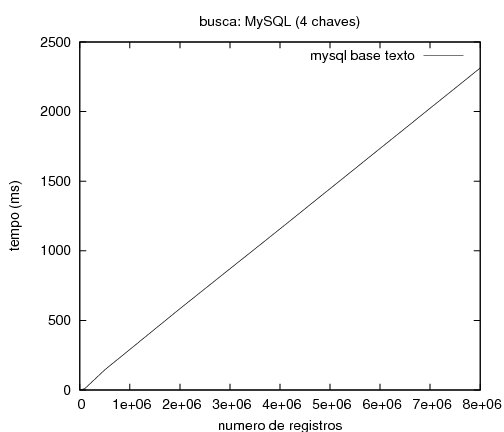 busca: MySQL (4 chaves)
2500
mysql base texto
2000
1500
tempo (ms)
1000
500
0
0 1e+06 2e+06 3e+06 4e+06 5e+06 6e+06 7e+06 8e+06
numero de registros